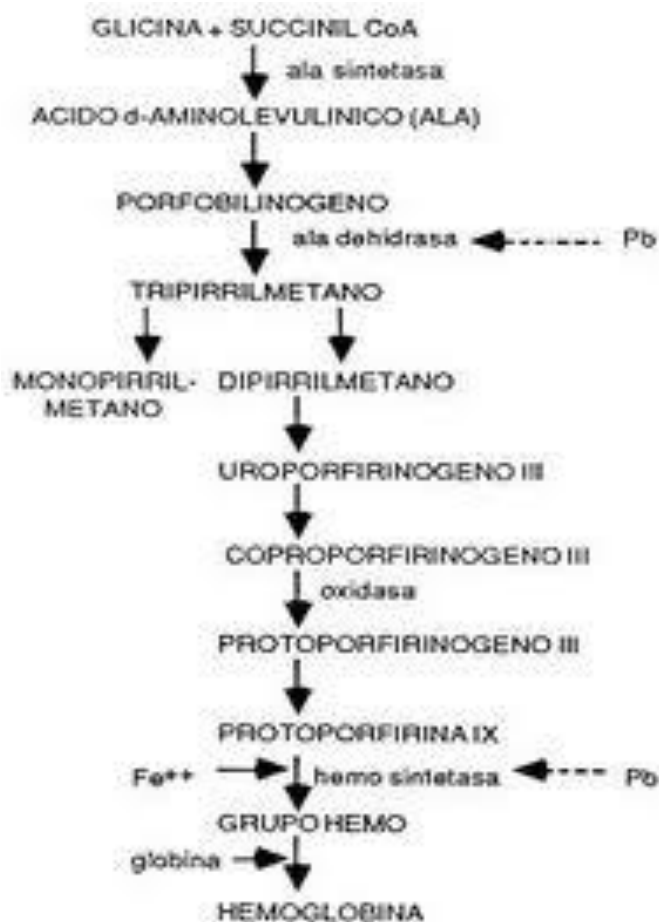 GLICINA + SUCCINIL CoA
ala sintetasa
ACIDO d-AMINOLEVULINICO (ALA)
PORFOBILINOGENO
ala dehidrasa
Pb
TRIPIRRILMETANO
MONOPIRRIL-
METANO
DIPIRRILMETANO
UROPORFIRINOGENO III
COPROPORFIRINOGENO III
oxidasa
PROTOPORFIRINOGENO III
PROTOPORFIRINA IX
Fe++
hemo sintetasa
Pb
GRUPO HEMO
globina
HEMOGLOBINA